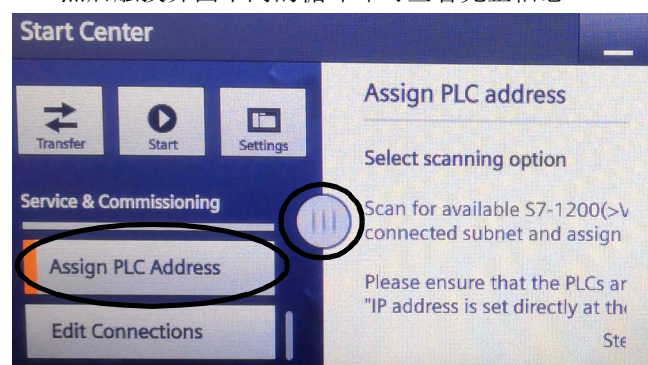 Start Center
Transfer
Start
Settings
Service & Commissioning
Assign PLC Address
Edit Connections
Assign PLC address
Select scanning option
Scan for available S7-1200(>V
connected subnet and assign
Please ensure that the PLCs ar
"IP address is set directly at the
Ste